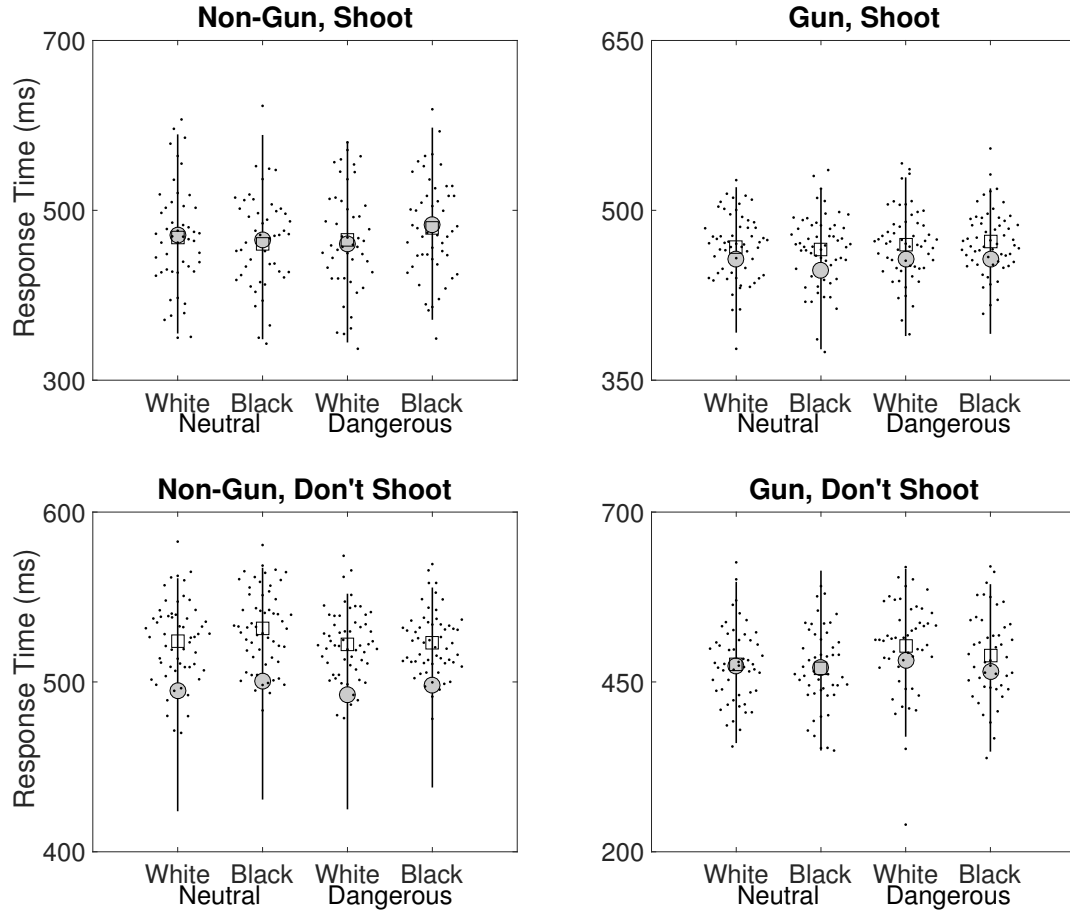 Non-Gun, Shoot
Response Time (ms)
700
500
300
White Black White Black
Neutral Dangerous
Gun, Shoot
650
500
350
White Black White Black
Neutral Dangerous
Non-Gun, Don't Shoot
Response Time (ms)
600
500
400
White Black White Black
Neutral Dangerous
Gun, Don't Shoot
700
450
200
White Black White Black
Neutral Dangerous